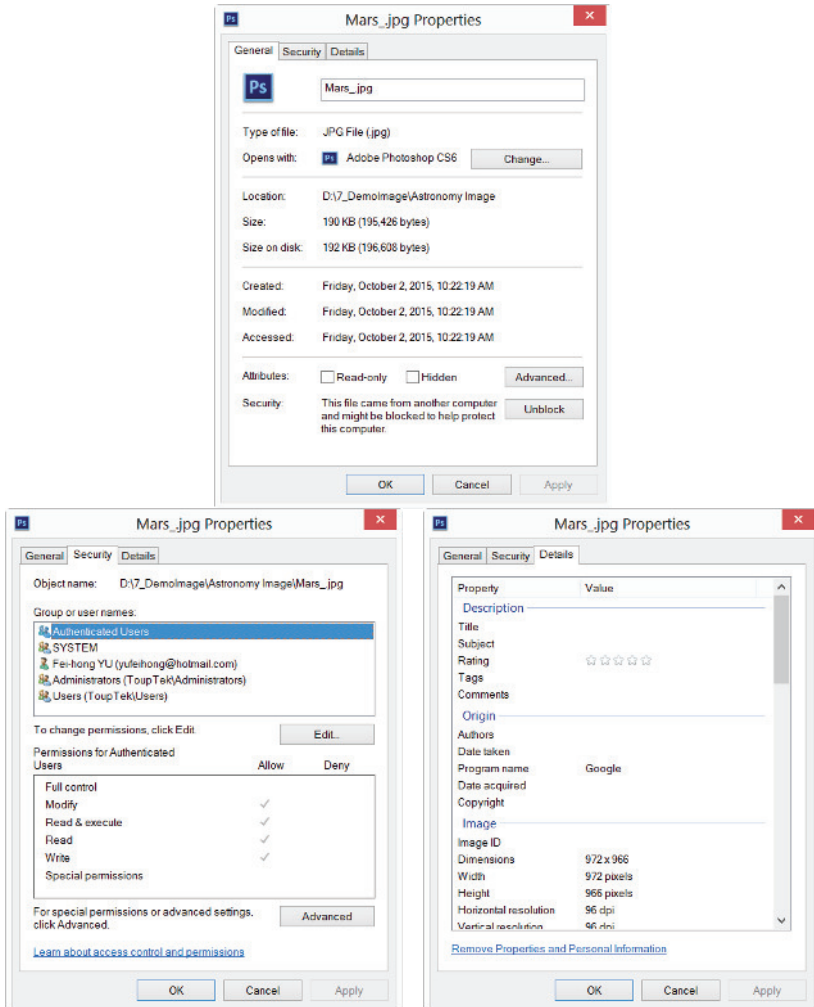 Ps Mars_.jpg Properties
General Security Details
Ps Mars_.jpg
Type of file: JPG File (.jpg)
Opens with: Ps Adobe Photoshop CS6 Change...
Location: D:\7_DemoImage\Astronomy Image
Size: 190 KB (195,426 bytes)
Size on disk: 192 KB (196,608 bytes)
Created: Friday, October 2, 2015, 10:22:19 AM
Modified: Friday, October 2, 2015, 10:22:19 AM
Accessed: Friday, October 2, 2015, 10:22:19 AM
Attributes: Read-only Hidden Advanced...
Security: This file came from another computer
and might be blocked to help protect
this computer.
Unblock
OK Cancel Apply
Ps Mars_.jpg Properties
General Security Details
Object name: D:\7_DemoImage\Astronomy Image\Mars_.jpg
Group or user names:
Authenticated Users
SYSTEM
Fei-hong YU (yufeihong@hotmail.com)
Administrators (ToupTek\Administrators)
Users (ToupTek\Users)
To change permissions, click Edit. Edit...
Permissions for Authenticated
Users Allow Deny
Full control
Modify
Read & execute
Read
Write
Special permissions
For special permissions or advanced settings,
click Advanced.
Advanced
Learn about access control and permissions
OK Cancel Apply
Ps Mars_.jpg Properties
General Security Details
Property Value
Description
Title
Subject
Rating
Tags
Comments
Origin
Authors
Date taken
Program name Google
Date acquired
Copyright
Image
Image ID
Dimensions 972 x 966
Width 972 pixels
Height 966 pixels
Horizontal resolution 96 dpi
Vertical resolution 96 dpi
Remove Properties and Personal Information
OK Cancel Apply